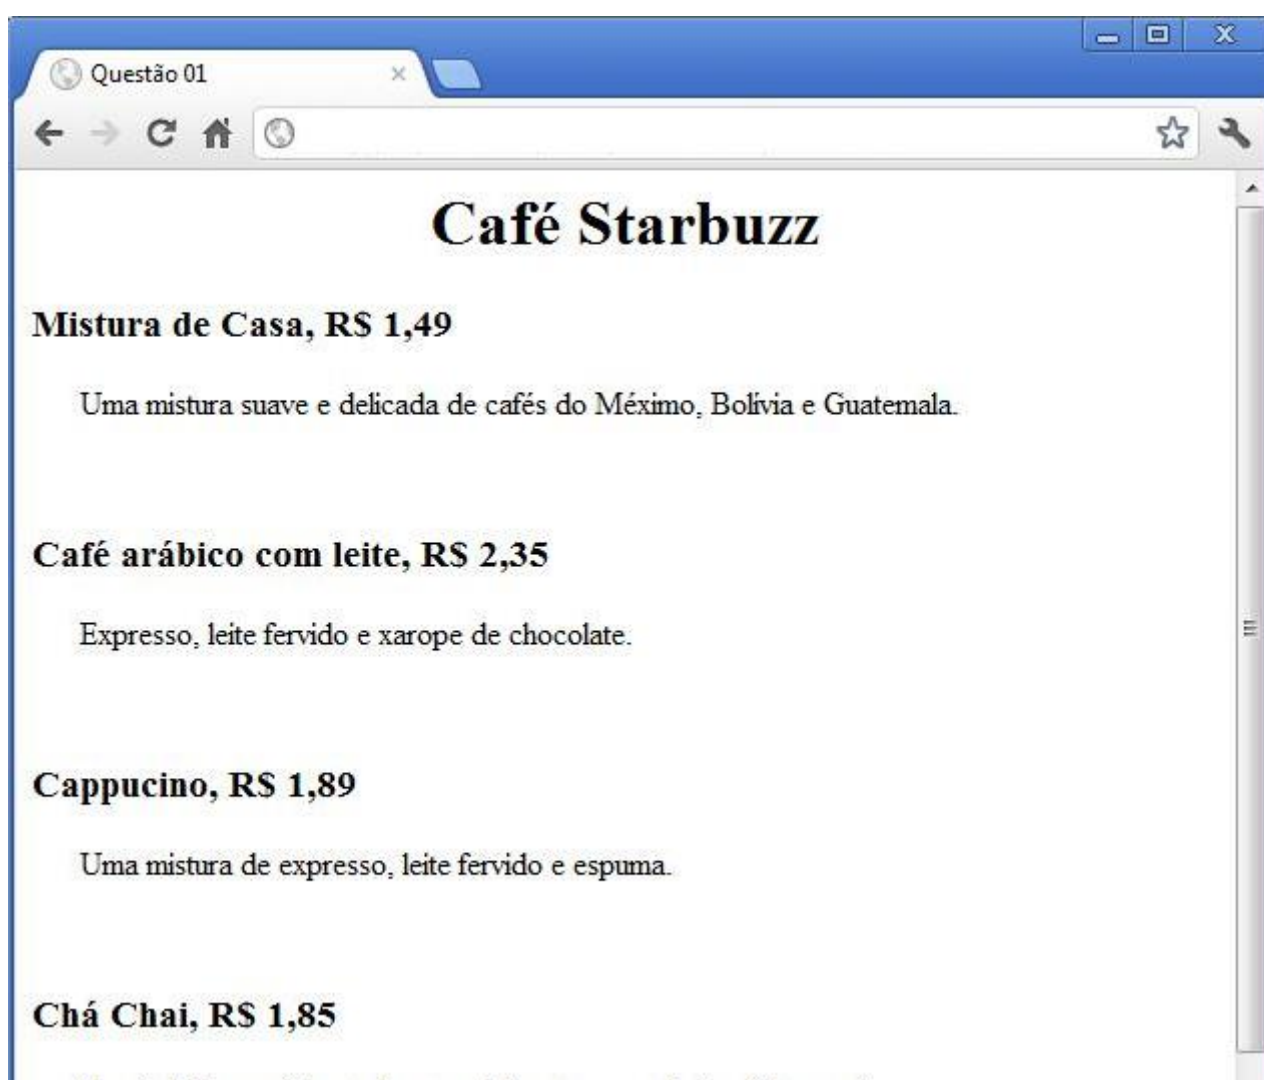 Questão 01
Café Starbuzz
Mistura de Casa, R$ 1,49
Uma mistura suave e delicada de cafés do Méximo, Bolívia e Guatemala.
Café arábico com leite, R$ 2,35
Expresso, leite fervido e xarope de chocolate.
Cappucino, R$ 1,89
Uma mistura de expresso, leite fervido e espuma.
Chá Chai, R$ 1,85